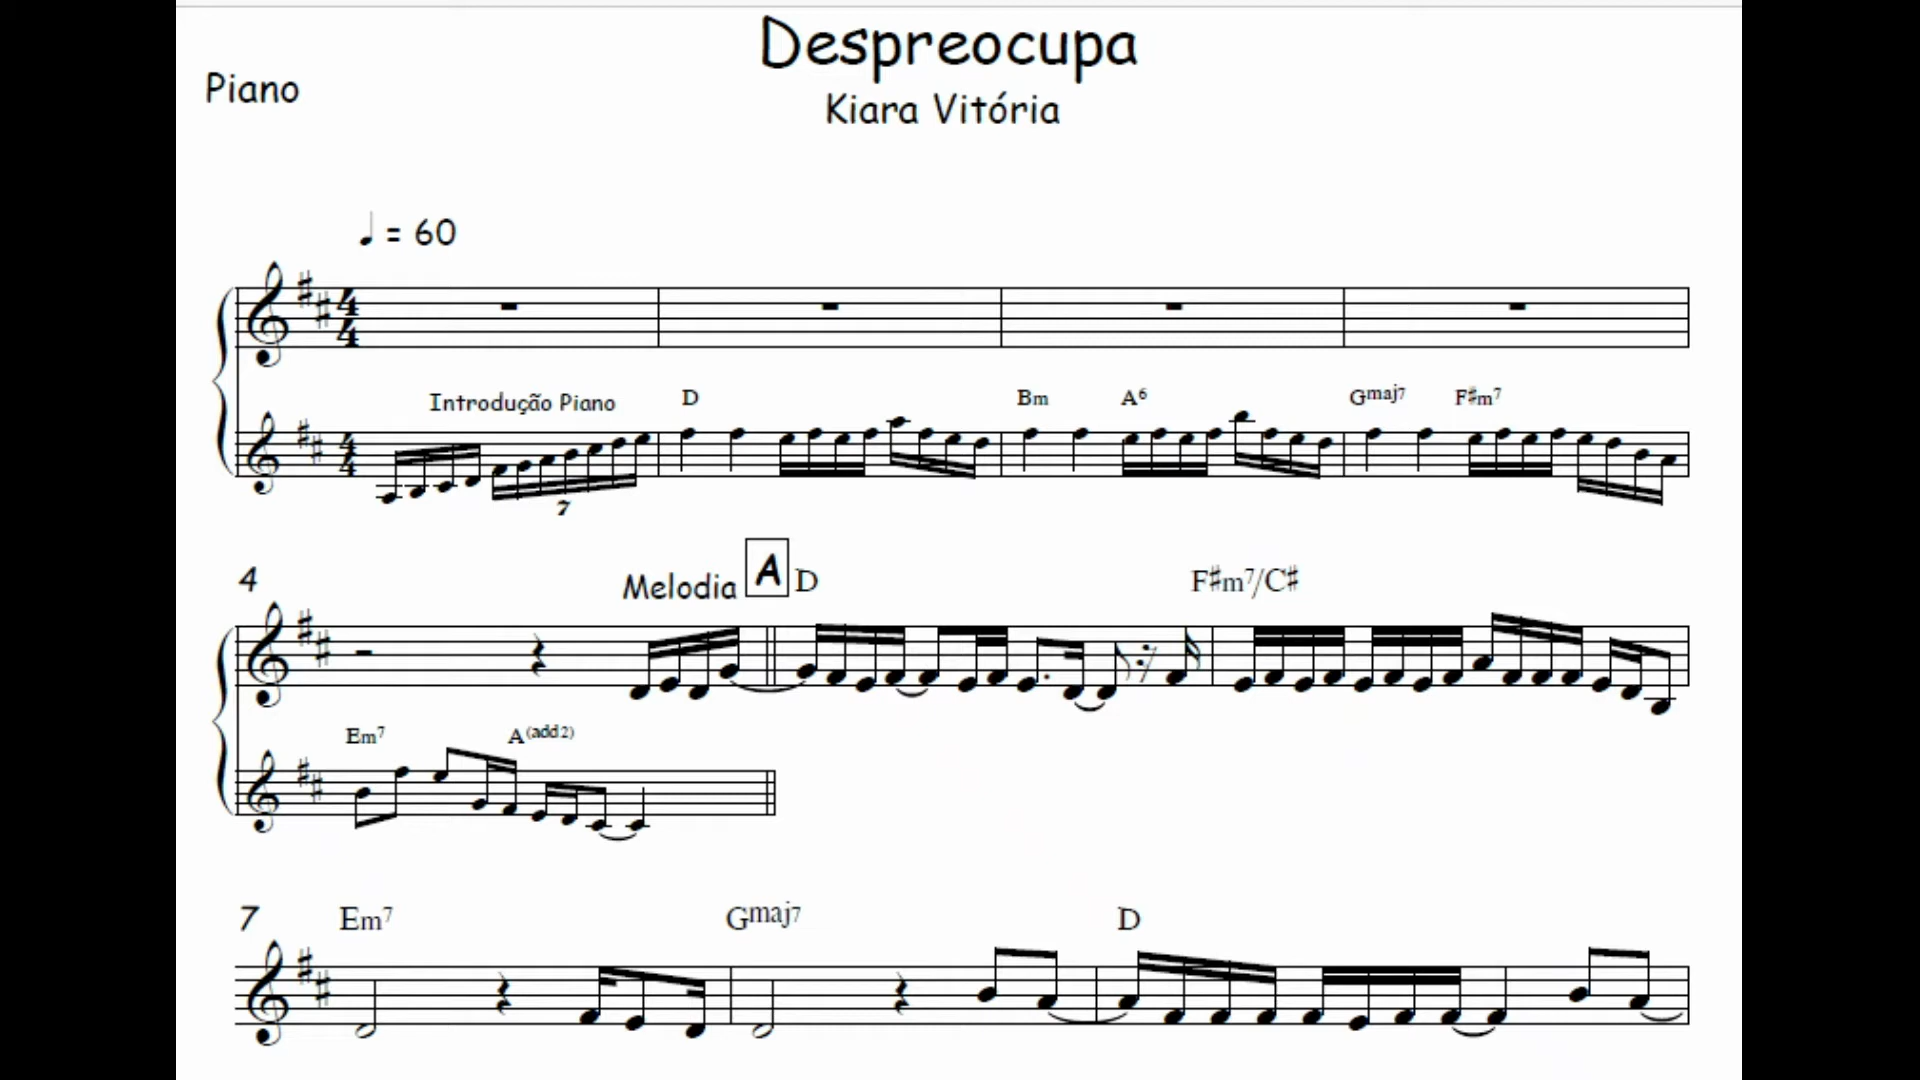 Despreocupa
Piano
Kiara Vitória
♩ = 60
Introdução Piano D Bm A6 Gmaj7 F♯m7
7
4 Melodia A D F♯m7/C♯
Em7 A(add2)
7 Em7 Gmaj7 D